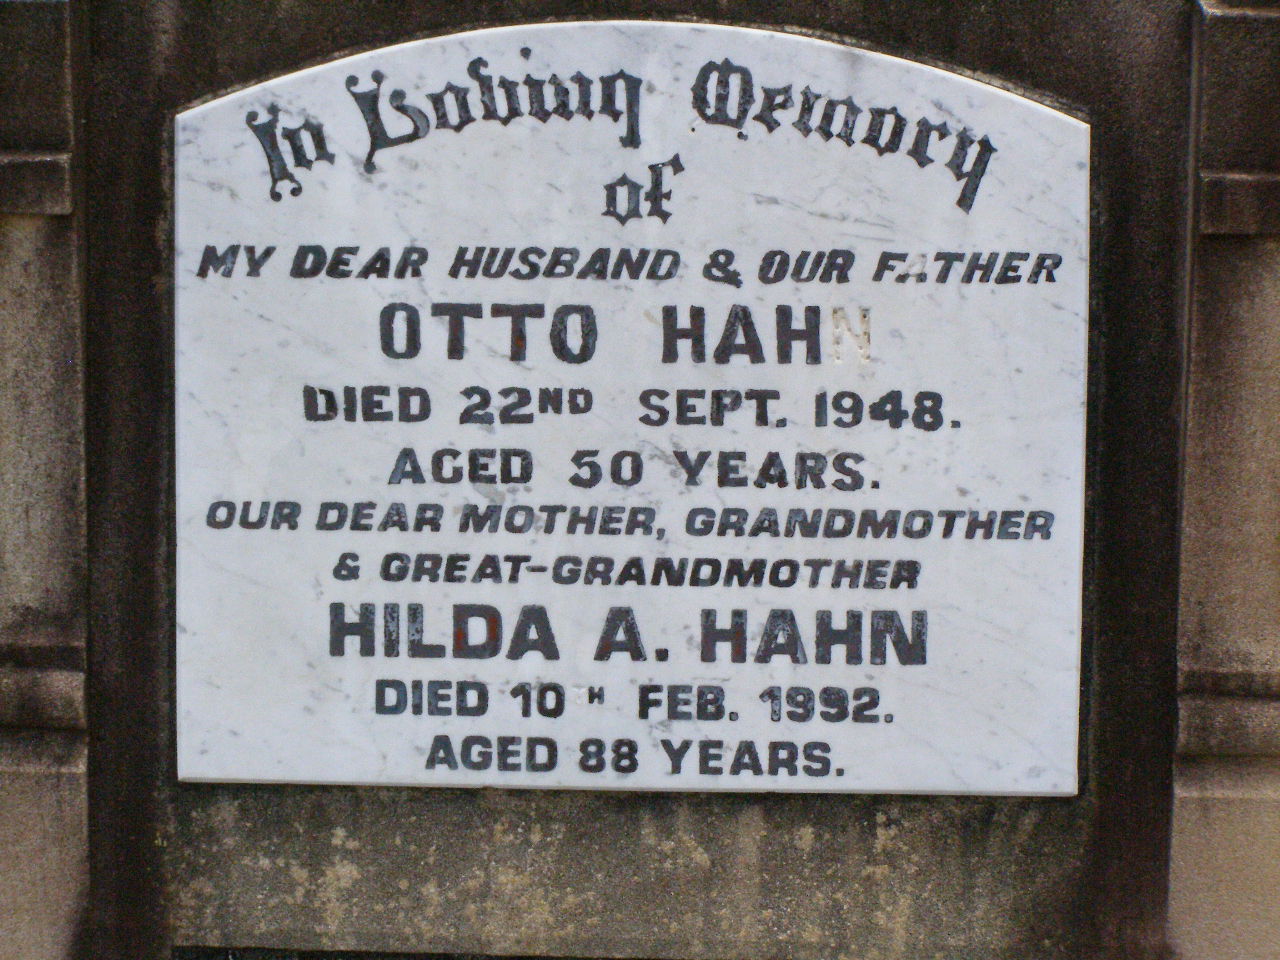 In Loving Memory
of
MY DEAR HUSBAND & OUR FATHER
OTTO HAHN
DIED 22ND SEPT. 1948.
AGED 50 YEARS.
OUR DEAR MOTHER, GRANDMOTHER
& GREAT-GRANDMOTHER
HILDA A. HAHN
DIED 10 H FEB. 1992.
AGED 88 YEARS.